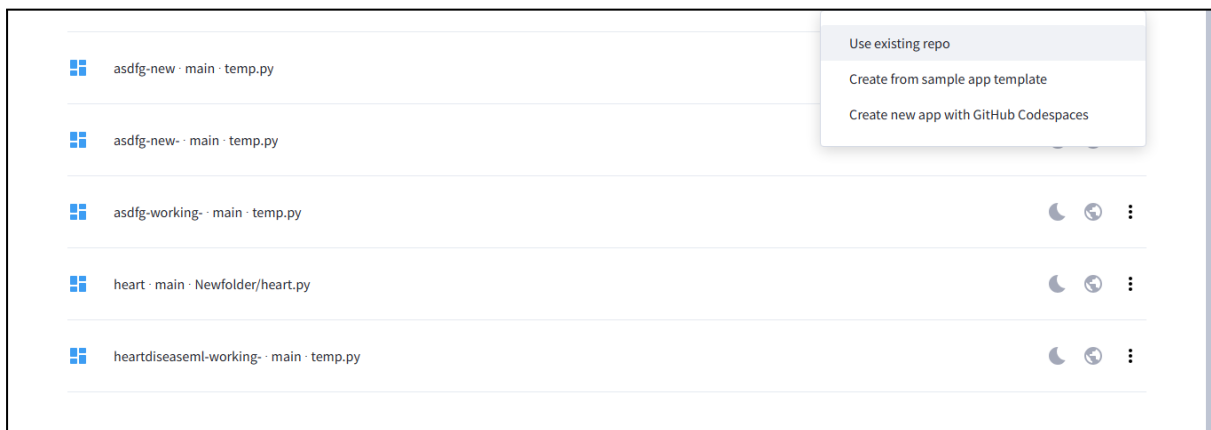 Use existing repo
asdfg-new · main · temp.py
Create from sample app template
Create new app with GitHub Codespaces
asdfg-new- · main · temp.py
asdfg-working- · main · temp.py
heart · main · Newfolder/heart.py
heartdiseaseml-working- · main · temp.py